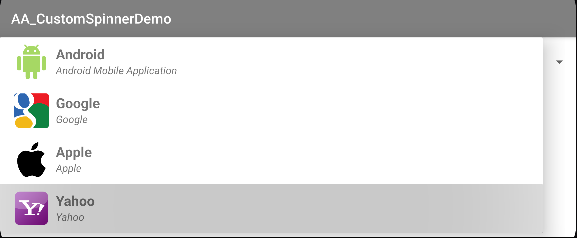 AA_CustomSpinnerDemo
Android
Android Mobile Application
Google
Google
Apple
Apple
Y!
Yahoo
Yahoo